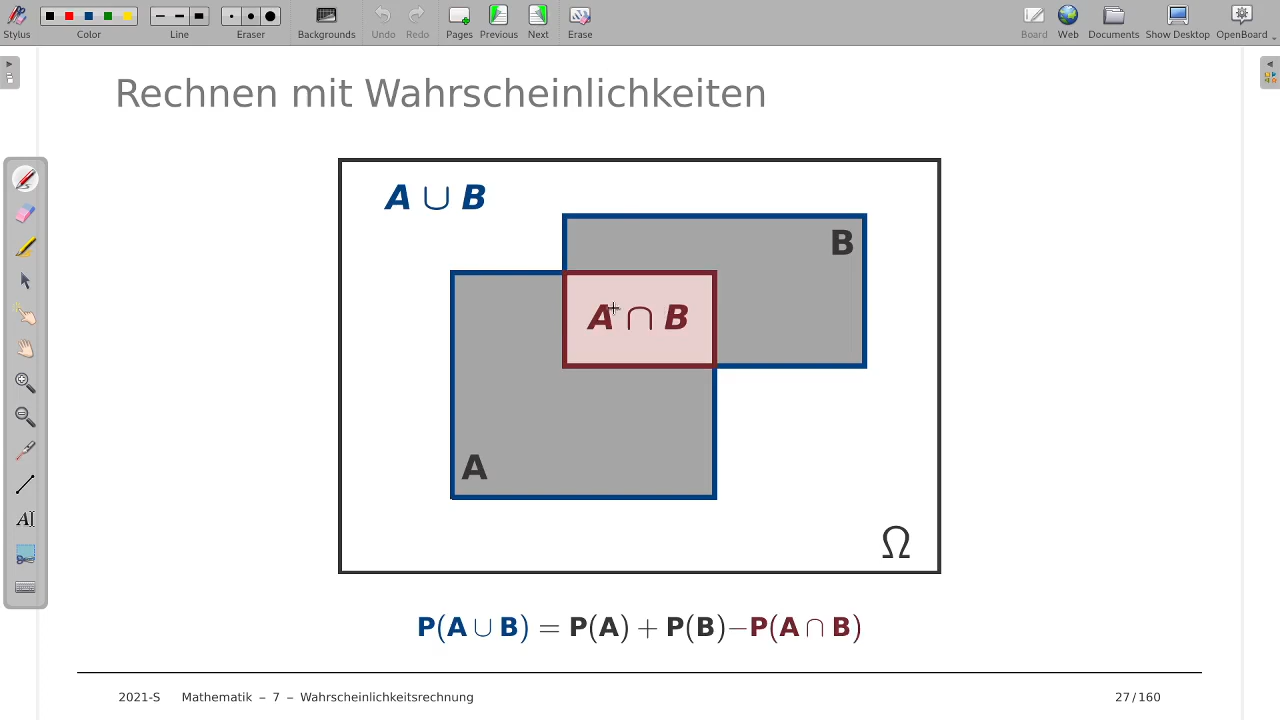 Stylus Color Line Eraser Backgrounds Undo Redo Pages Previous Next Erase Board Web Documents Show Desktop OpenBoard
Rechnen mit Wahrscheinlichkeiten
A ∪ B
B
A ∩ B
A
Ω
P(A ∪ B) = P(A) + P(B)−P(A ∩ B)
2021-S Mathematik – 7 – Wahrscheinlichkeitsrechnung 27/160